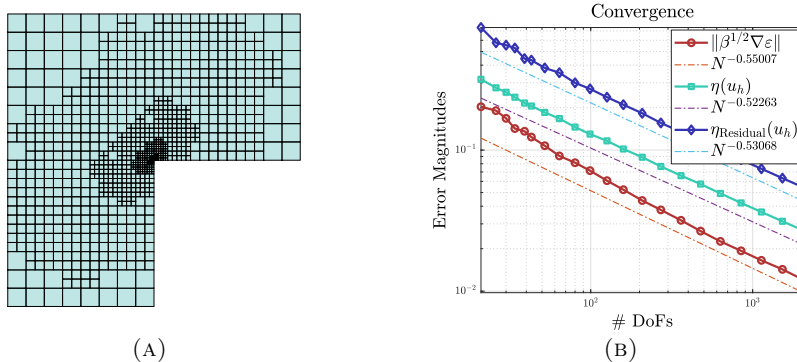 Convergence
‖β^{1/2}∇ε‖
N^{-0.55007}
η(u_h)
N^{-0.52263}
η_{Residual}(u_h)
N^{-0.53068}
Error Magnitudes
10^{-1}
10^{-2}
10^2
10^3
# DoFs
(A)
(B)